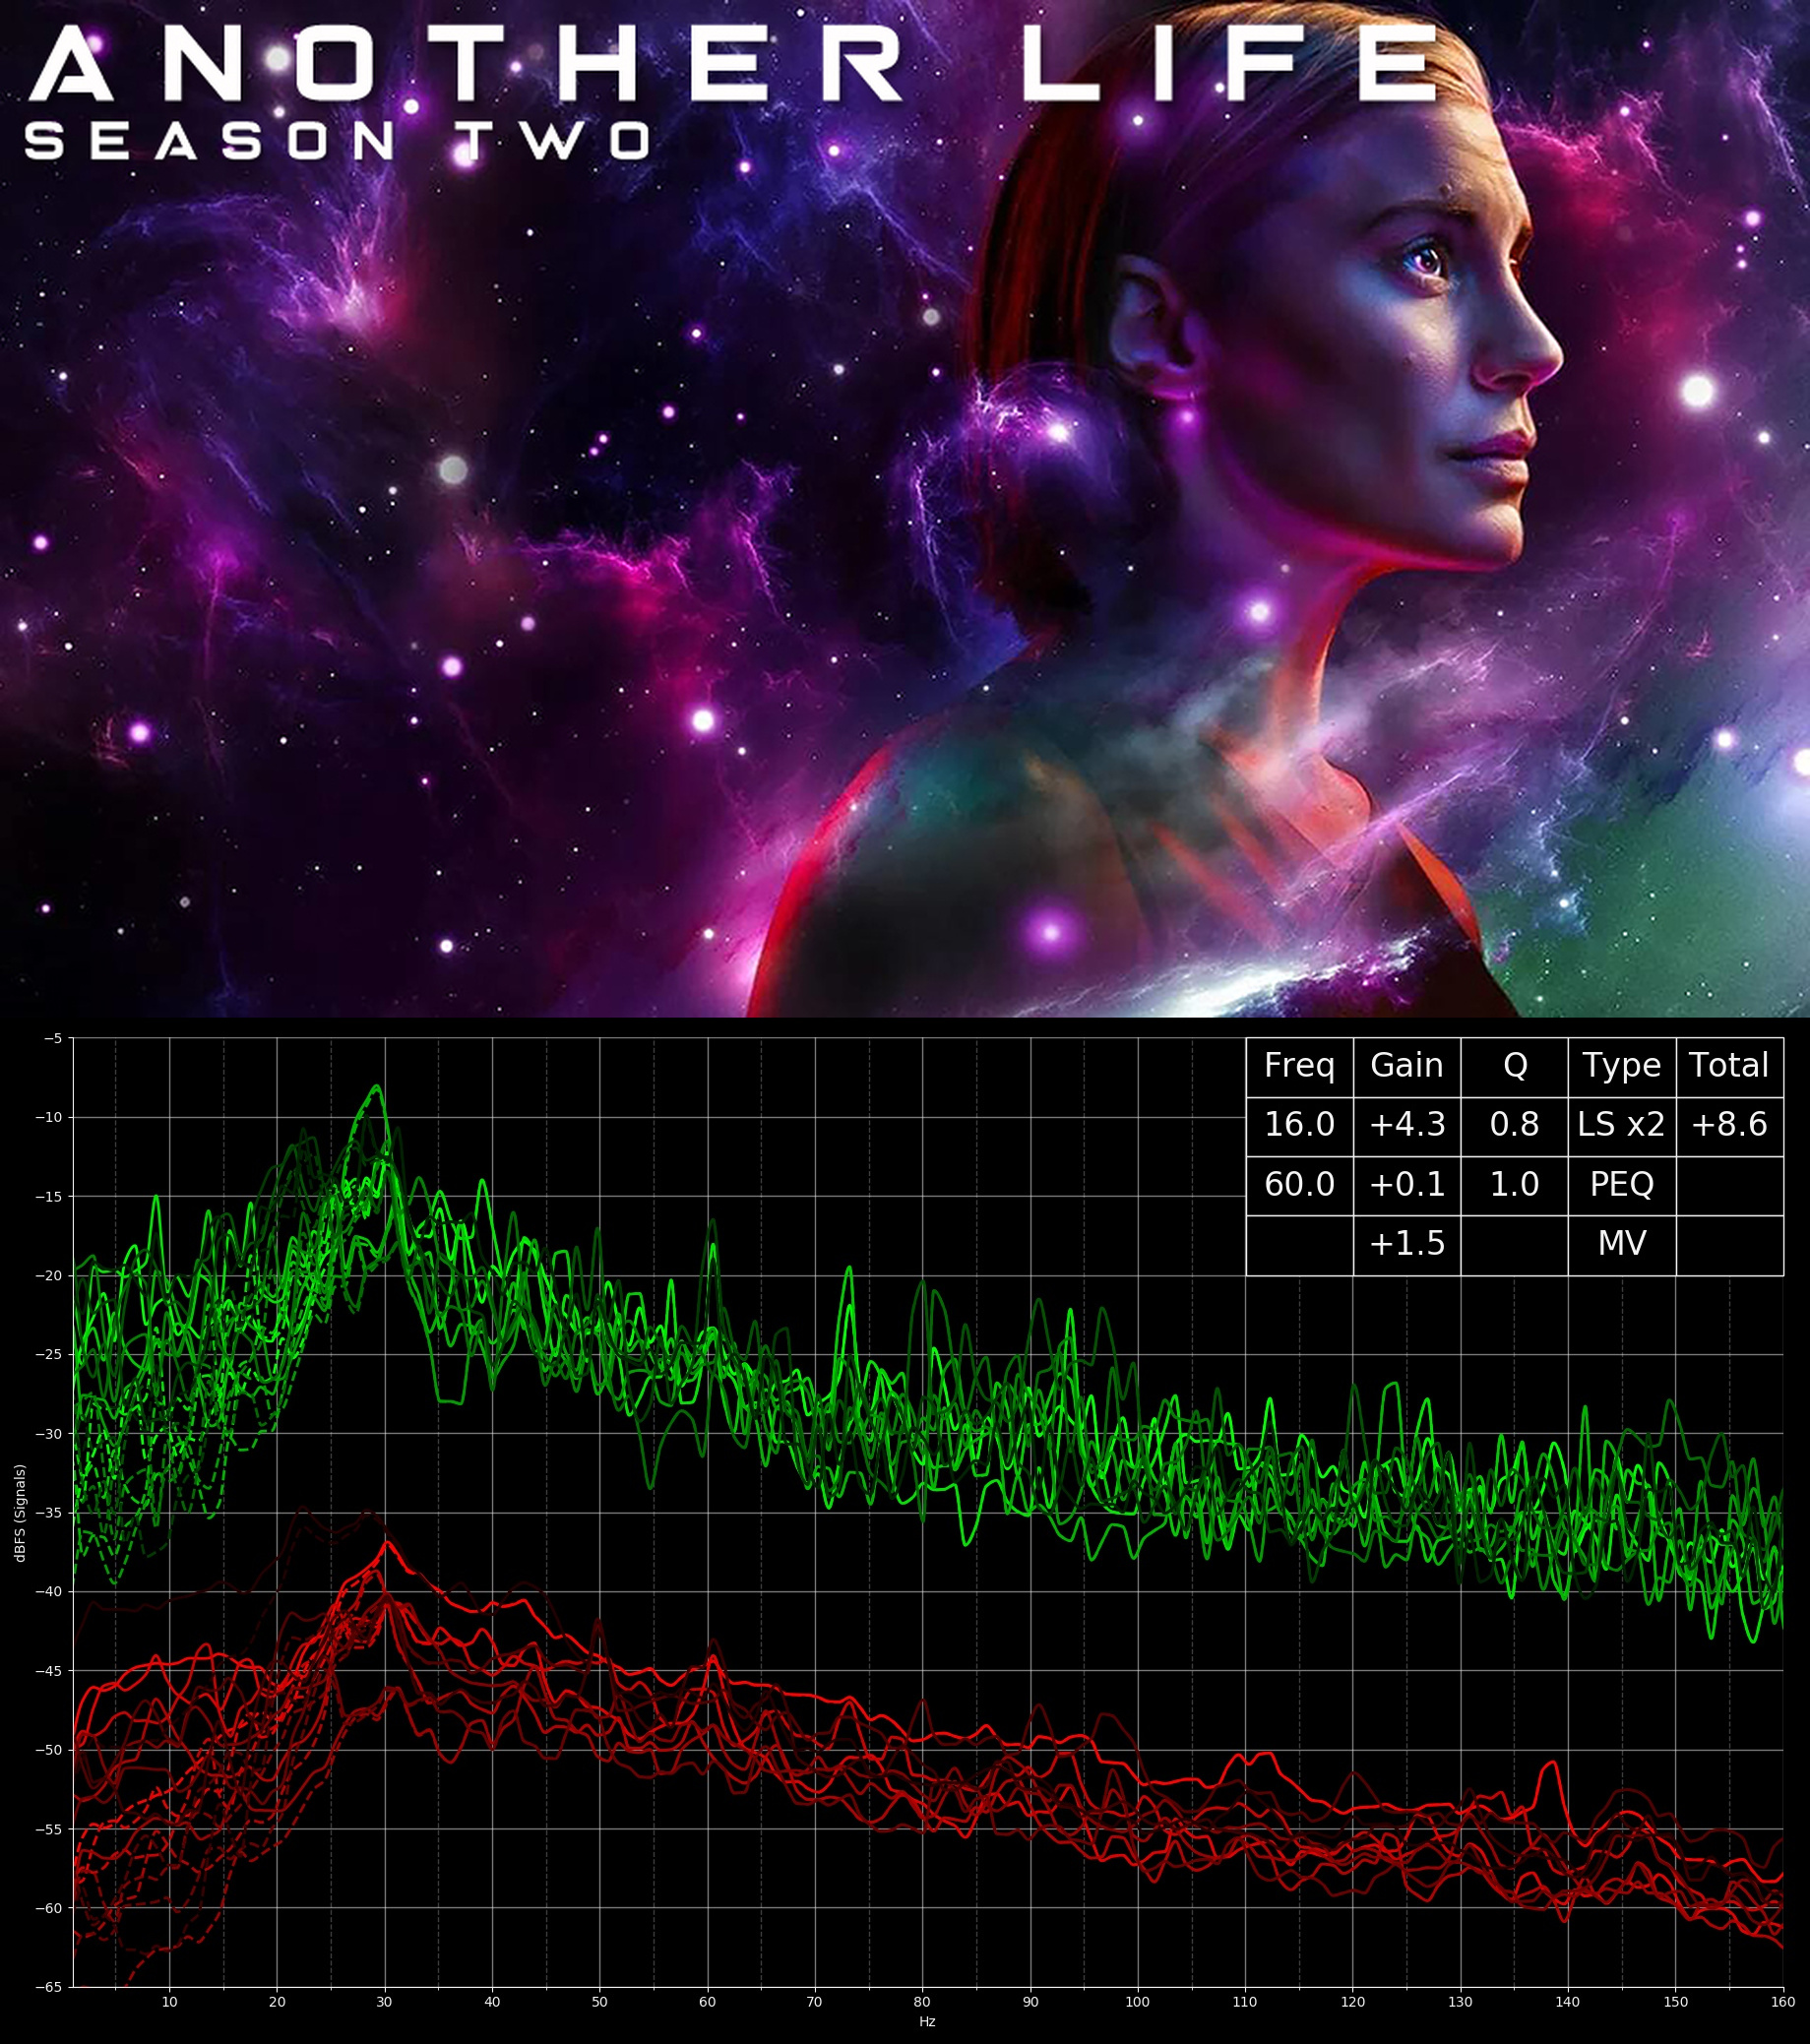 ANOTHER LIFE
SEASON TWO
Freq Gain Q Type Total
16.0 +4.3 0.8 LS x2 +8.6
60.0 +0.1 1.0 PEQ
+1.5 MV
−5
−10
−15
−20
−25
−30
−35
−40
−45
−50
−55
−60
−65
dBFS (Signals)
10 20 30 40 50 60 70 80 90 100 110 120 130 140 150 160
Hz